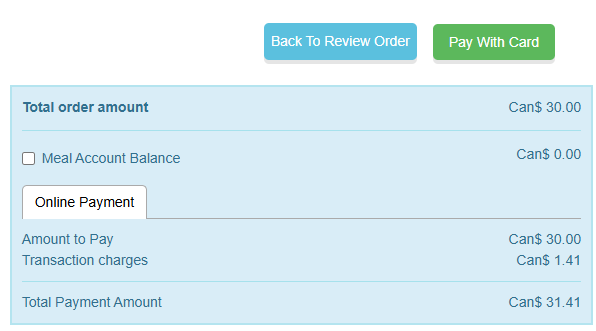 Back To Review Order
Pay With Card
Total order amount Can$ 30.00
Meal Account Balance Can$ 0.00
Online Payment
Amount to Pay Can$ 30.00
Transaction charges Can$ 1.41
Total Payment Amount Can$ 31.41